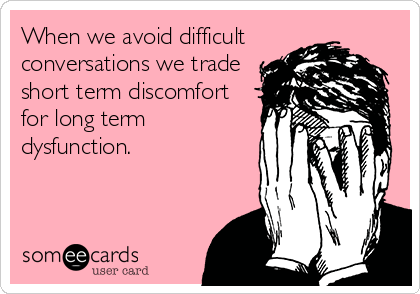 When we avoid difficult
conversations we trade
short term discomfort
for long term
dysfunction.
someecards
user card